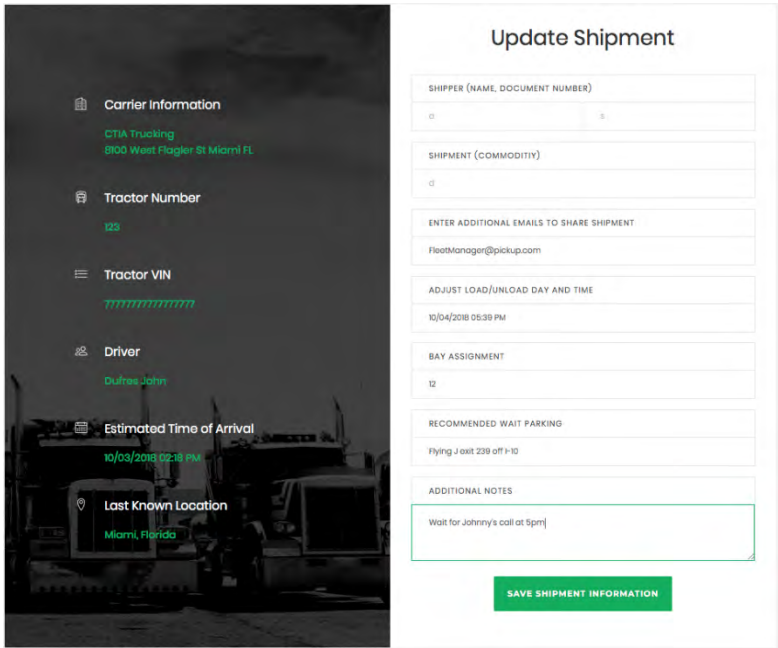 Carrier Information
CTIA Trucking
8100 West Flagler St Miami FL
Tractor Number
123
Tractor VIN
77777777777777777
Driver
Dufres John
Estimated Time of Arrival
10/03/2018 02:18 PM
Last Known Location
Miami, Florida
Update Shipment
SHIPPER (NAME, DOCUMENT NUMBER)
a s
SHIPMENT (COMMODITIY)
d
ENTER ADDITIONAL EMAILS TO SHARE SHIPMENT
FleetManager@pickup.com
ADJUST LOAD/UNLOAD DAY AND TIME
10/04/2018 05:39 PM
BAY ASSIGNMENT
12
RECOMMENDED WAIT PARKING
Flying J exit 239 off I-10
ADDITIONAL NOTES
Wait for Johnny's call at 5pm
SAVE SHIPMENT INFORMATION